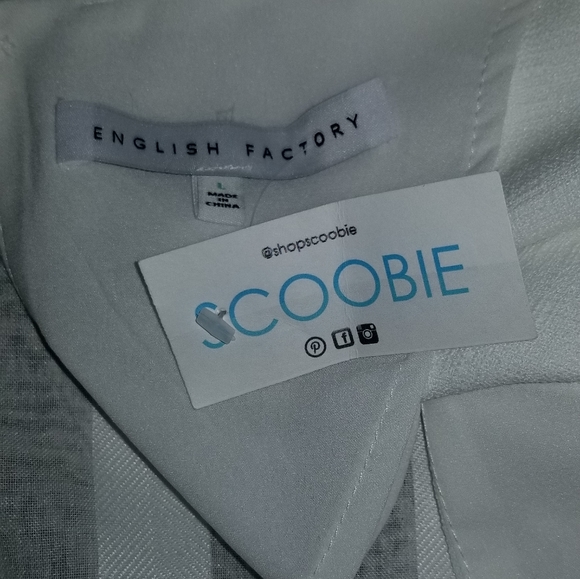 ENGLISH FACTORY
L
MADE
IN
CHINA
@shopscoobie
SCOOBIE